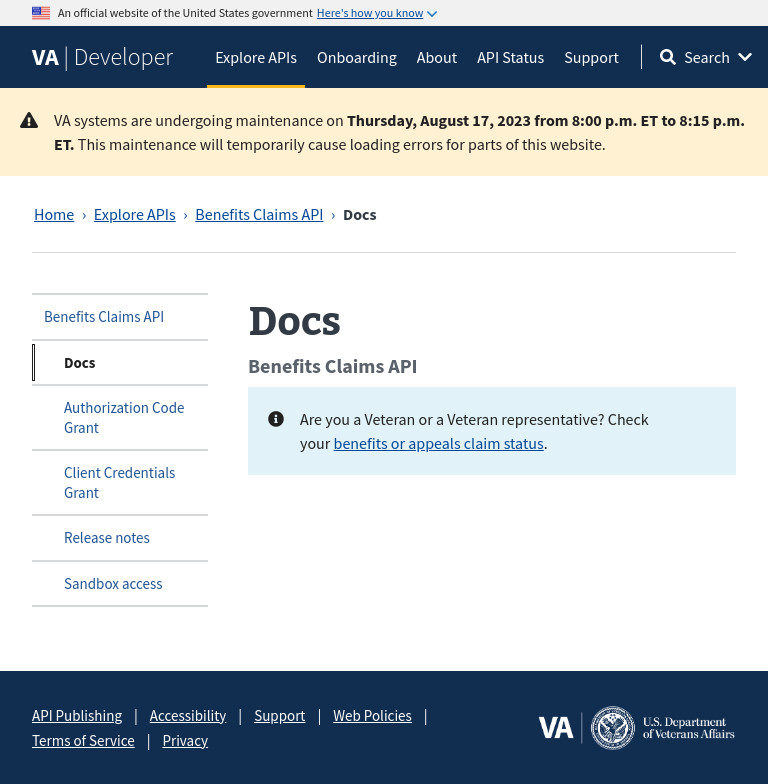 An official website of the United States government Here's how you know
VA | Developer
Explore APIs
Onboarding
About
API Status
Support
Search
VA systems are undergoing maintenance on Thursday, August 17, 2023 from 8:00 p.m. ET to 8:15 p.m.
ET. This maintenance will temporarily cause loading errors for parts of this website.
Home › Explore APIs › Benefits Claims API › Docs
Benefits Claims API
Docs
Authorization Code
Grant
Client Credentials
Grant
Release notes
Sandbox access
Docs
Benefits Claims API
Are you a Veteran or a Veteran representative? Check
your benefits or appeals claim status.
API Publishing | Accessibility | Support | Web Policies |
Terms of Service | Privacy
VA
U.S. Department
of Veterans Affairs